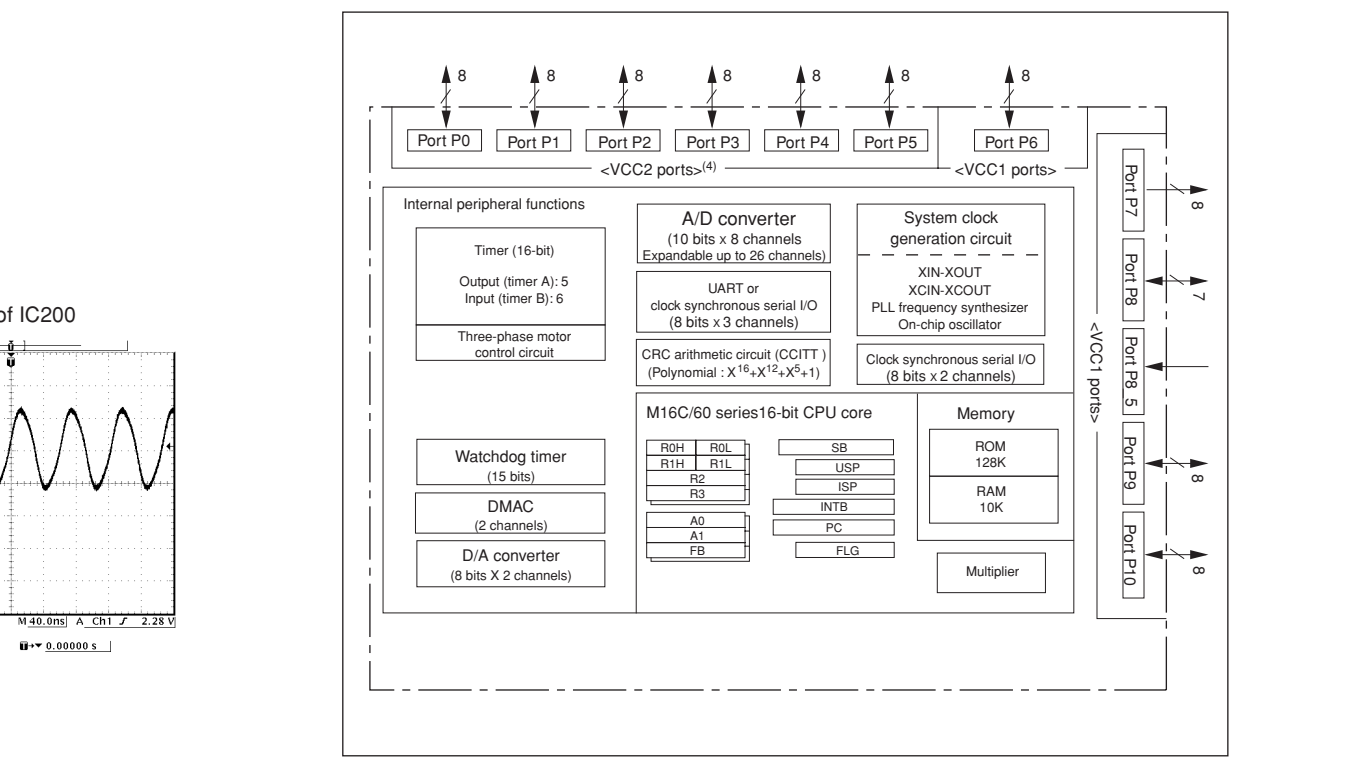 of IC200
M 40.0ns A Ch1 2.28 V
0.00000 s
8 8 8 8 8 8 8
Port P0 Port P1 Port P2 Port P3 Port P4 Port P5 Port P6
<VCC2 ports>(4) <VCC1 ports>
Internal peripheral functions
Timer (16-bit)
Output (timer A): 5
Input (timer B): 6
Three-phase motor
control circuit
Watchdog timer
(15 bits)
DMAC
(2 channels)
D/A converter
(8 bits X 2 channels)
A/D converter
(10 bits x 8 channels
Expandable up to 26 channels)
UART or
clock synchronous serial I/O
(8 bits x 3 channels)
CRC arithmetic circuit (CCITT )
(Polynomial : X16+X12+X5+1)
System clock
generation circuit
XIN-XOUT
XCIN-XCOUT
PLL frequency synthesizer
On-chip oscillator
Clock synchronous serial I/O
(8 bits x 2 channels)
M16C/60 series16-bit CPU core
R0H R0L
R1H R1L
R2
R3
A0
A1
FB
SB
USP
ISP
INTB
PC
FLG
Memory
ROM
128K
RAM
10K
Multiplier
<VCC1 ports>
Port P7
8
Port P8
7
Port P8 5
Port P9
8
Port P10
8